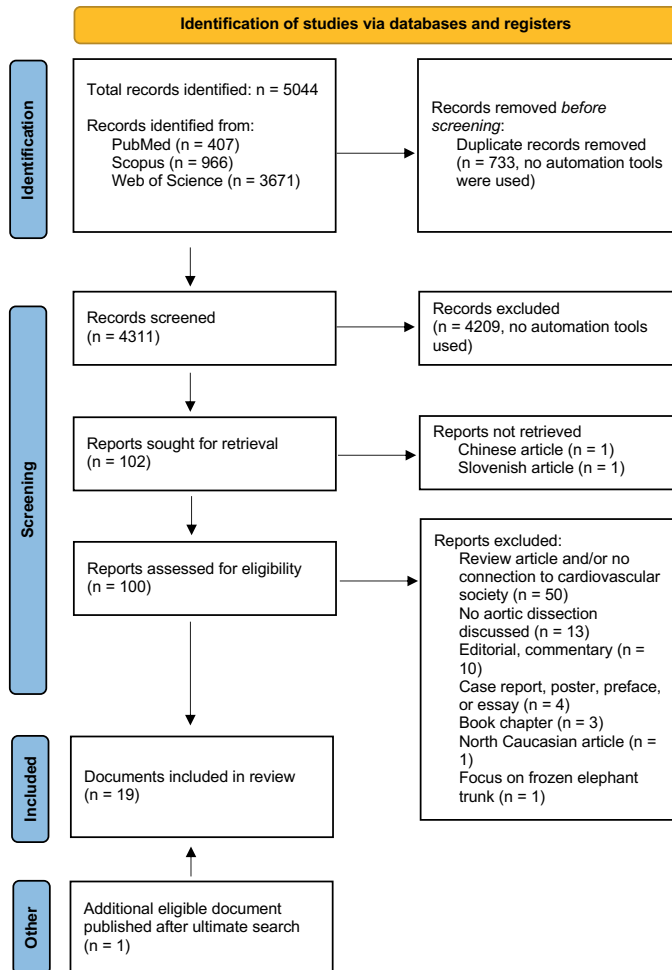 Identification of studies via databases and registers
Identification
Total records identified: n = 5044
Records identified from:
PubMed (n = 407)
Scopus (n = 966)
Web of Science (n = 3671)
Records removed before
screening:
Duplicate records removed
(n = 733, no automation tools
were used)
Screening
Records screened
(n = 4311)
Records excluded
(n = 4209, no automation tools
used)
Reports sought for retrieval
(n = 102)
Reports not retrieved
Chinese article (n = 1)
Slovenish article (n = 1)
Reports assessed for eligibility
(n = 100)
Reports excluded:
Review article and/or no
connection to cardiovascular
society (n = 50)
No aortic dissection
discussed (n = 13)
Editorial, commentary (n =
10)
Case report, poster, preface,
or essay (n = 4)
Book chapter (n = 3)
North Caucasian article (n =
1)
Focus on frozen elephant
trunk (n = 1)
Included
Documents included in review
(n = 19)
Other
Additional eligible document
published after ultimate search
(n = 1)